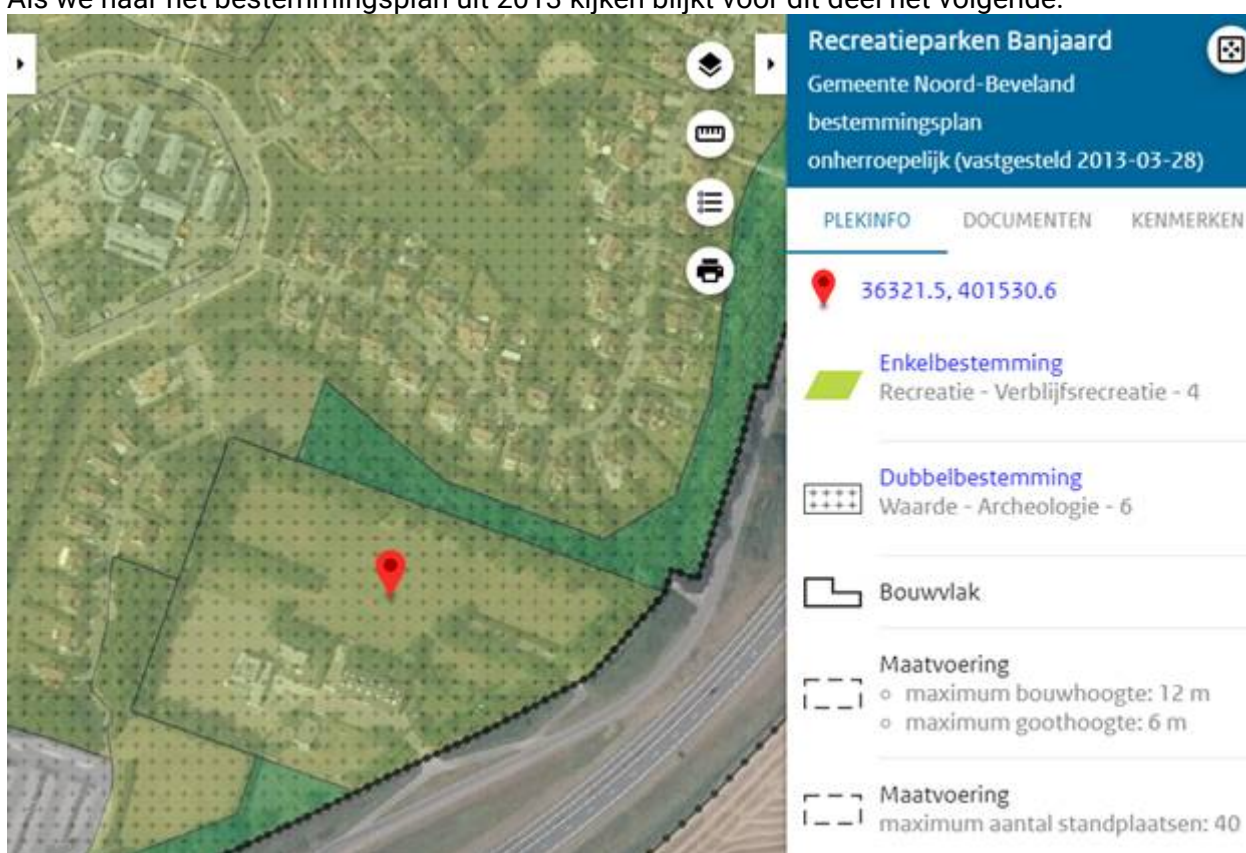 Als we naar het bestemmingsplan uit 2013 kijken blijkt voor dit deel het volgende:
Recreatieparken Banjaard
Gemeente Noord-Beveland
bestemmingsplan
onherroepelijk (vastgesteld 2013-03-28)
PLEKINFO DOCUMENTEN KENMERKEN
36321.5, 401530.6
Enkelbestemming
Recreatie - Verblijfsrecreatie - 4
Dubbelbestemming
Waarde - Archeologie - 6
Bouwvlak
Maatvoering
maximum bouwhoogte: 12 m
maximum goothoogte: 6 m
Maatvoering
maximum aantal standplaatsen: 40